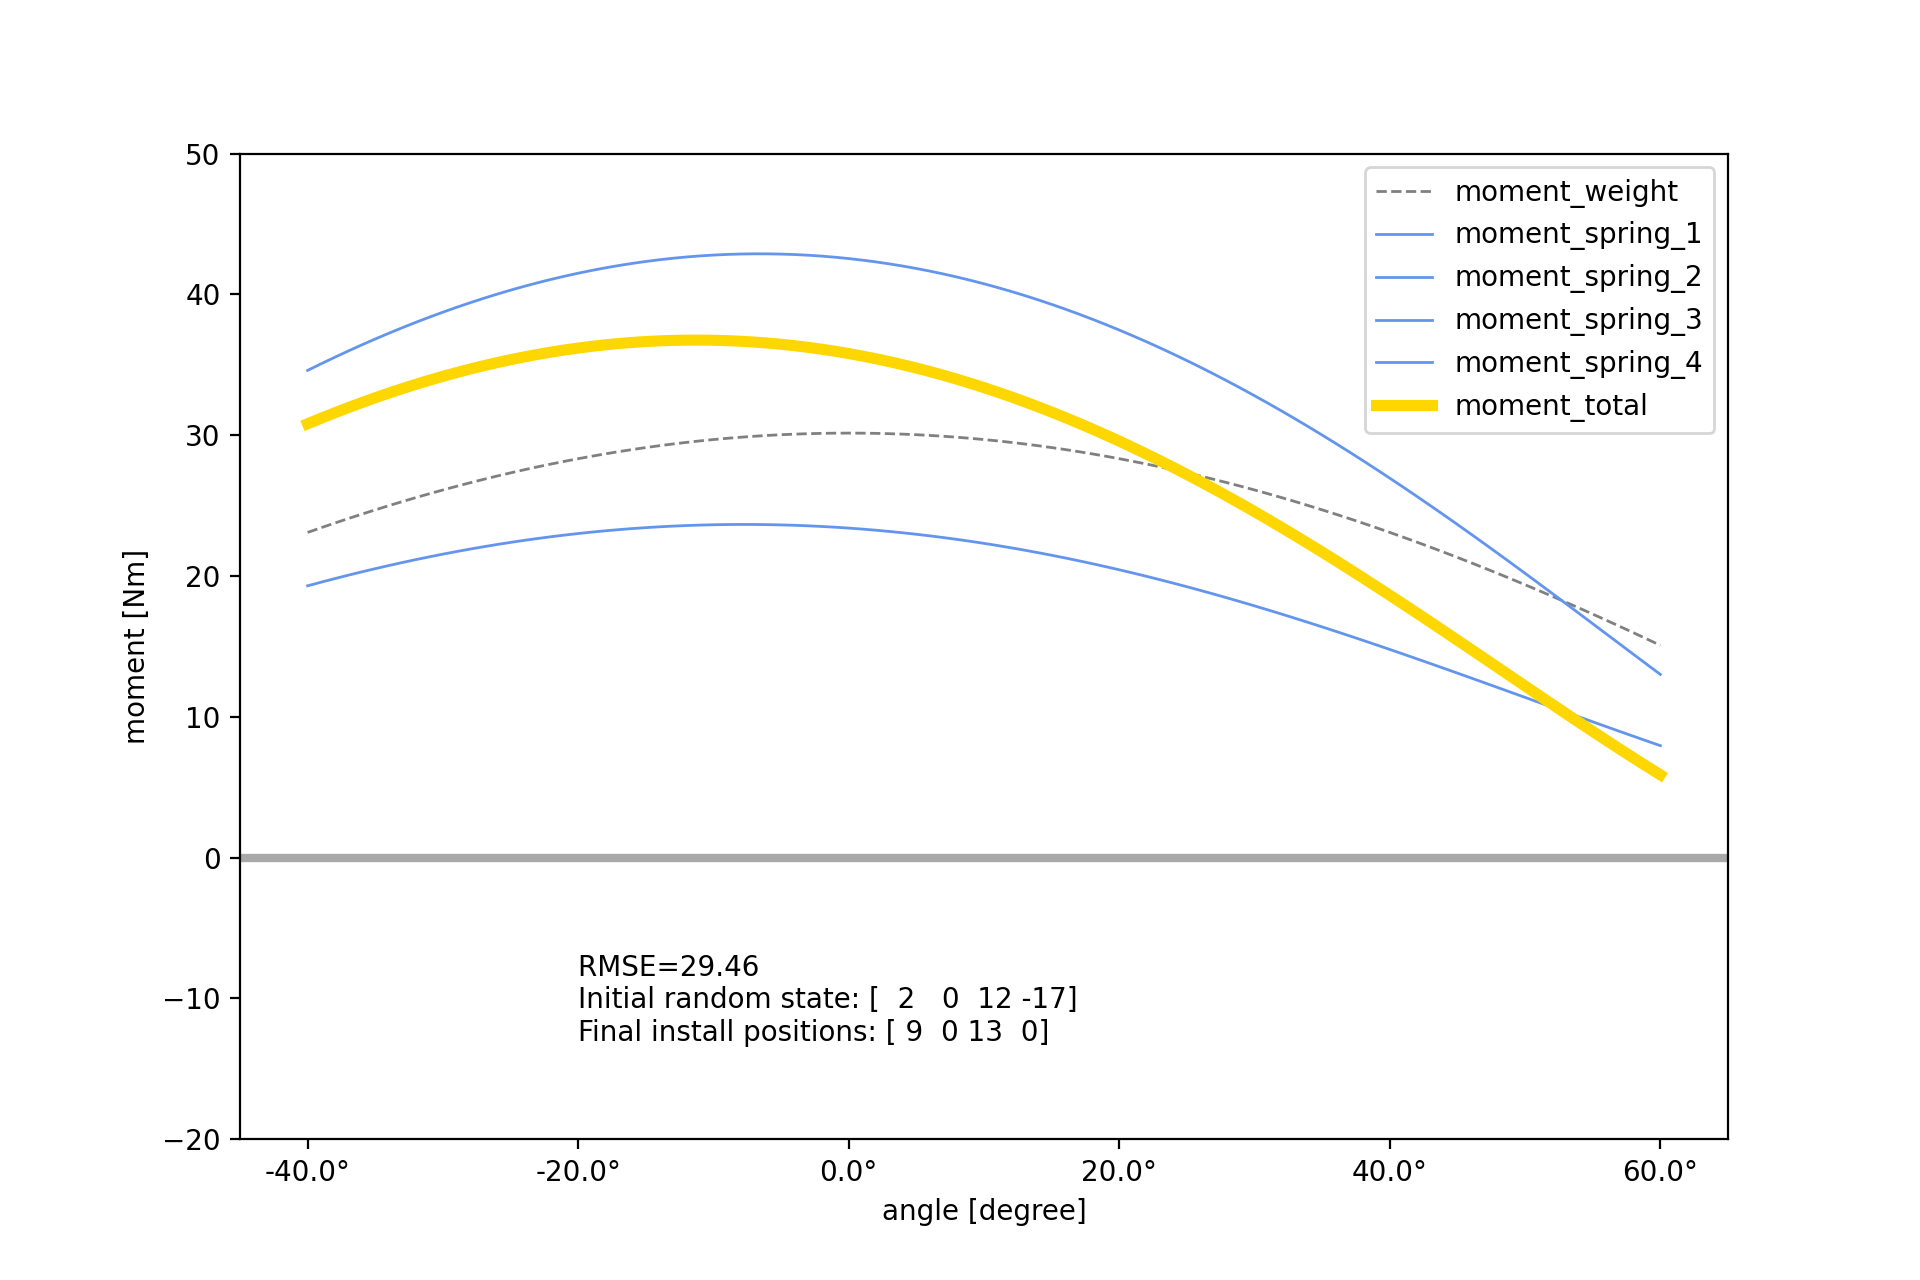 50
40
30
20
10
0
−10
−20
moment [Nm]
moment_weight
moment_spring_1
moment_spring_2
moment_spring_3
moment_spring_4
moment_total
RMSE=29.46
Initial random state: [  2   0  12 -17]
Final install positions: [ 9  0 13  0]
-40.0° -20.0° 0.0° 20.0° 40.0° 60.0°
angle [degree]